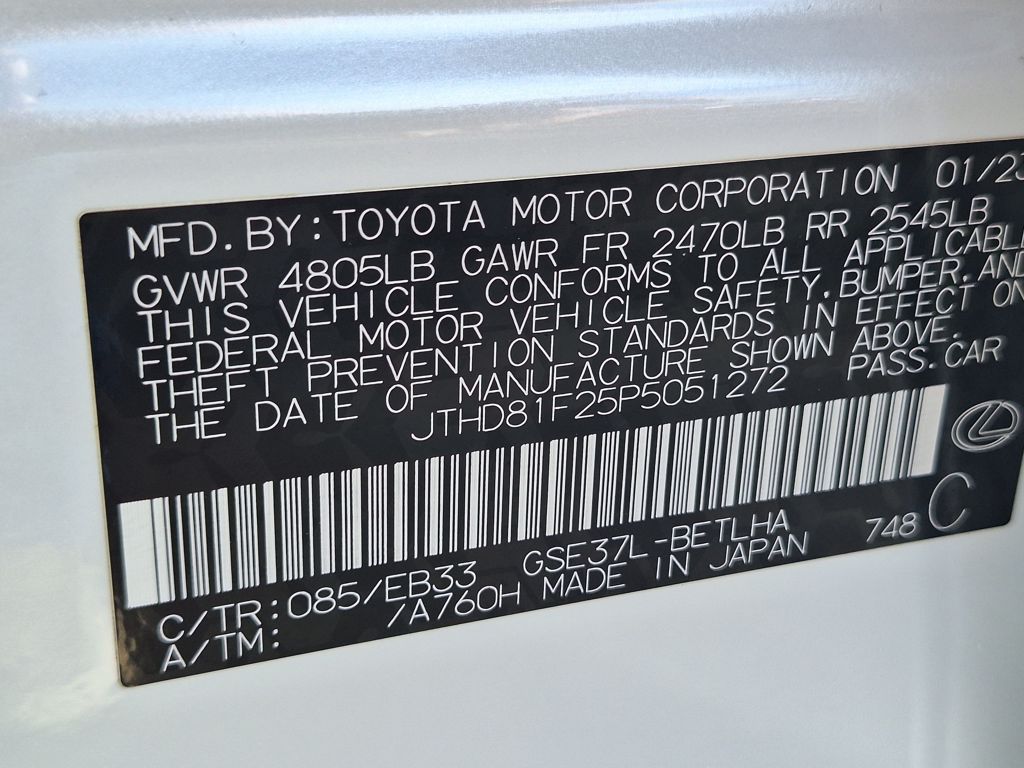 MFD. BY: TOYOTA MOTOR CORPORATION 01/23
GVWR 4805LB GAWR FR 2470LB RR 2545LB
THIS VEHICLE CONFORMS TO ALL APPLICABL
FEDERAL MOTOR VEHICLE SAFETY, BUMPER, AND
THEFT PREVENTION STANDARDS IN EFFECT ON
THE DATE OF MANUFACTURE SHOWN ABOVE.
JTHD81F25P5051272 PASS. CAR
C/TR: 085/EB33 GSE37L-BETLHA 748 C
A/TM: /A760H MADE IN JAPAN